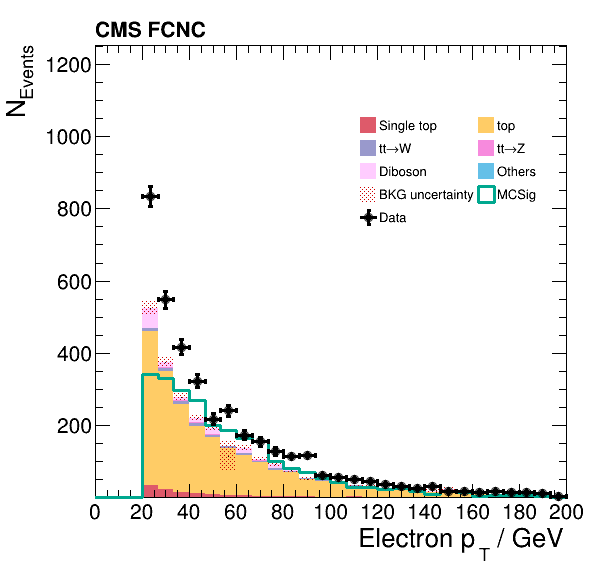 CMS FCNC
N_Events
1200
1000
800
600
400
200
Single top
top
tt→W
tt→Z
Diboson
Others
BKG uncertainty
MCSig
Data
0 20 40 60 80 100 120 140 160 180 200
Electron p_T / GeV